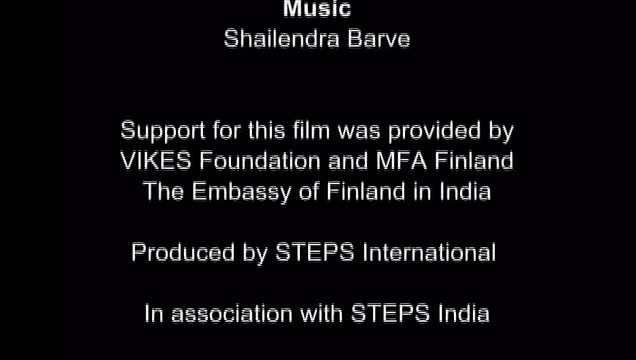 Music
Shailendra Barve
Support for this film was provided by
VIKES Foundation and MFA Finland
The Embassy of Finland in India
Produced by STEPS International
In association with STEPS India